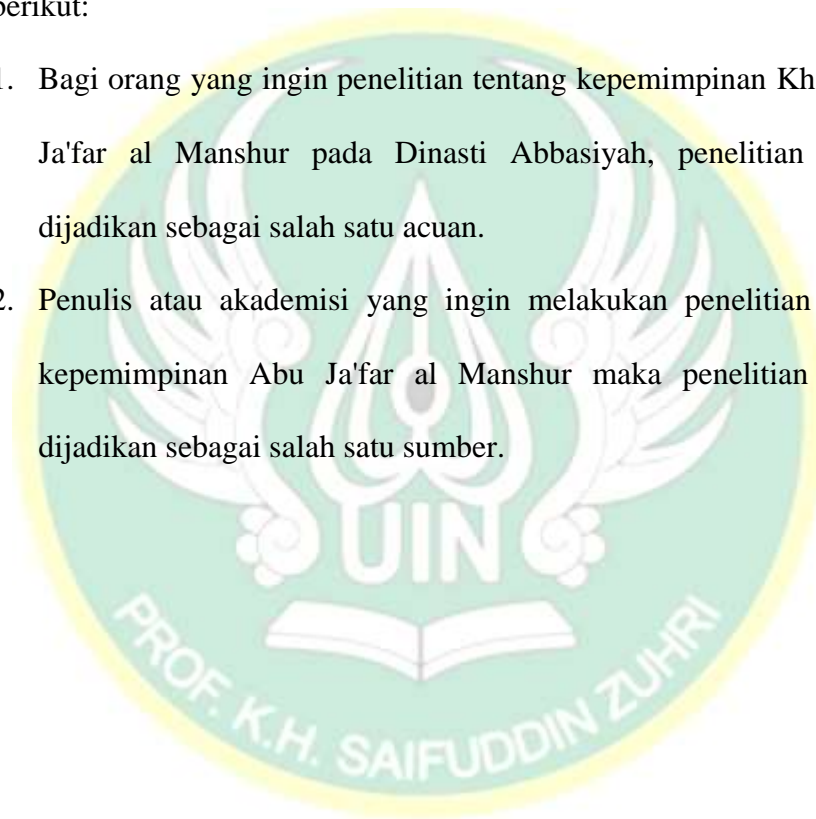 berikut:
1. Bagi orang yang ingin penelitian tentang kepemimpinan Kh
Ja'far al Manshur pada Dinasti Abbasiyah, penelitian
dijadikan sebagai salah satu acuan.
2. Penulis atau akademisi yang ingin melakukan penelitian
kepemimpinan Abu Ja'far al Manshur maka penelitian
dijadikan sebagai salah satu sumber.
UIN
PROF. K.H. SAIFUDDIN ZUHRI